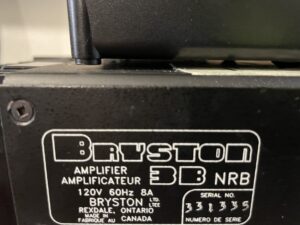 BRYSTON
AMPLIFIER 3B NRB
AMPLIFICATEUR
120V 60Hz 8A
BRYSTON LTD. LTEE
REXDALE, ONTARIO
MADE IN FABRIQUE AU CANADA
SERIAL NO.
331335
NUMERO DE SERIE